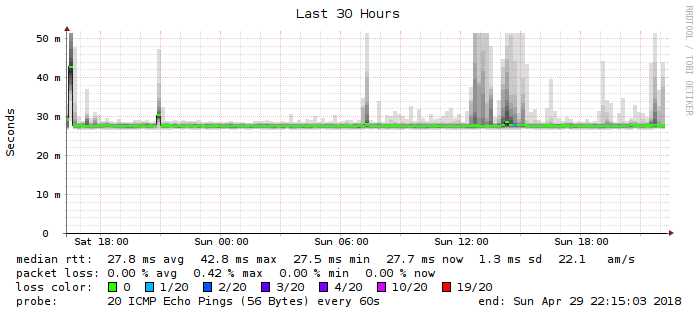 Last 30 Hours
RRDTOOL / TOBI OETIKER
Seconds
50 m
40 m
30 m
20 m
10 m
0
Sat 18:00 Sun 00:00 Sun 06:00 Sun 12:00 Sun 18:00
median rtt: 27.8 ms avg 42.8 ms max 27.5 ms min 27.7 ms now 1.3 ms sd 22.1 am/s
packet loss: 0.00 % avg 0.42 % max 0.00 % min 0.00 % now
loss color: 0 1/20 2/20 3/20 4/20 10/20 19/20
probe: 20 ICMP Echo Pings (56 Bytes) every 60s end: Sun Apr 29 22:15:03 2018